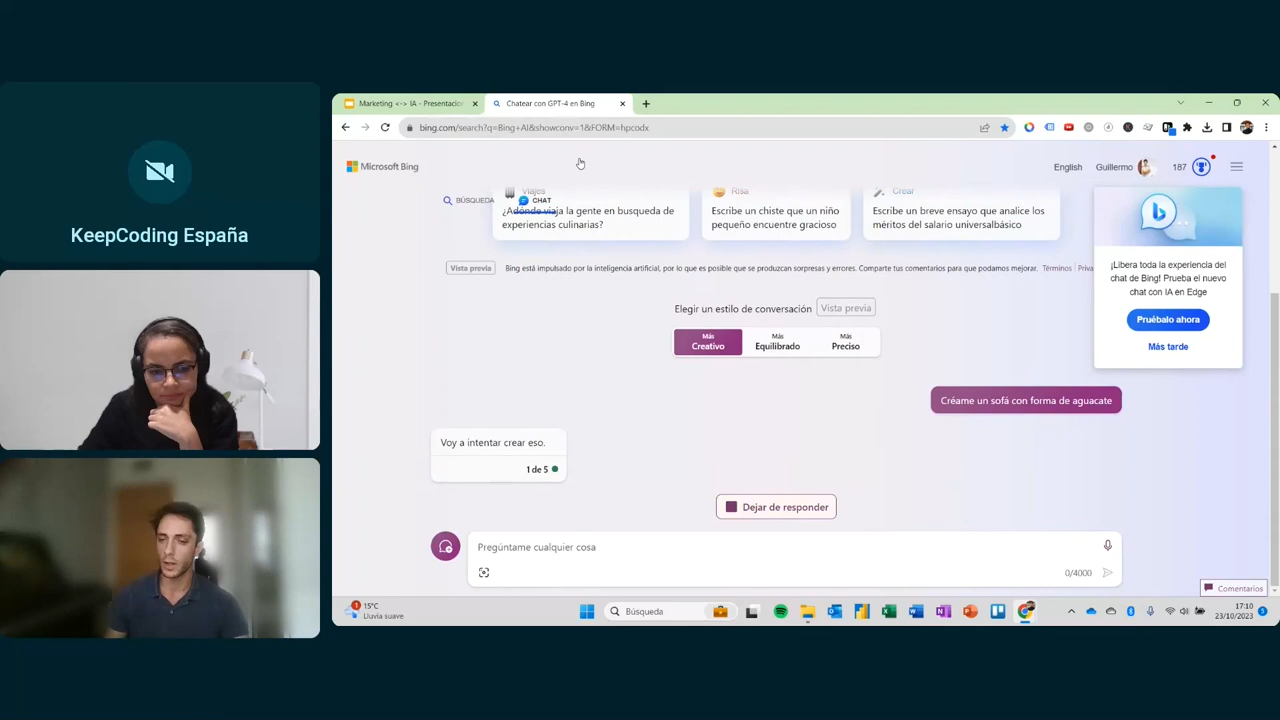 KeepCoding España
Marketing <-> IA - Presentacio
Chatear con GPT-4 en Bing
bing.com/search?q=Bing+AI&showconv=1&FORM=hpcodx
Microsoft Bing
BÚSQUEDA
CHAT
English
Guillermo
187
Viajes
¿Adónde viaja la gente en busqueda de
experiencias culinarias?
Risa
Escribe un chiste que un niño
pequeño encuentre gracioso
Crear
Escribe un breve ensayo que analice los
méritos del salario universalbásico
Vista previa
Bing está impulsado por la inteligencia artificial, por lo que es posible que se produzcan sorpresas y errores. Comparte tus comentarios para que podamos mejorar.
Términos
Priva
¡Libera toda la experiencia del
chat de Bing! Prueba el nuevo
chat con IA en Edge
Pruébalo ahora
Más tarde
Elegir un estilo de conversación
Vista previa
Más
Creativo
Más
Equilibrado
Más
Preciso
Créame un sofá con forma de aguacate
Voy a intentar crear eso.
1 de 5
Dejar de responder
Pregúntame cualquier cosa
0/4000
Comentarios
1
15°C
Lluvia suave
Búsqueda
17:10
23/10/2023
5